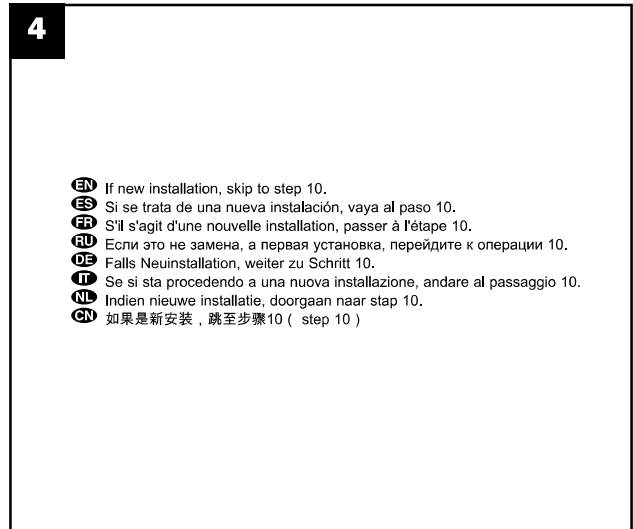 4
EN If new installation, skip to step 10.
ES Si se trata de una nueva instalación, vaya al paso 10.
FR S'il s'agit d'une nouvelle installation, passer à l'étape 10.
RU Если это не замена, а первая установка, перейдите к операции 10.
DE Falls Neuinstallation, weiter zu Schritt 10.
IT Se si sta procedendo a una nuova installazione, andare al passaggio 10.
NL Indien nieuwe installatie, doorgaan naar stap 10.
CN 如果是新安装，跳至步骤10（ step 10 ）